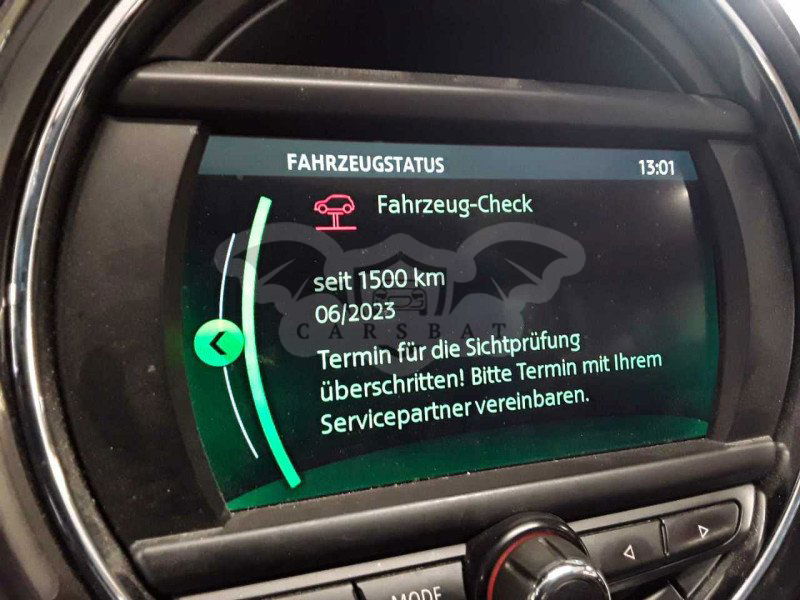 FAHRZEUGSTATUS 13:01
Fahrzeug-Check
seit 1500 km
06/2023
CARSBAT
Termin für die Sichtprüfung
überschritten! Bitte Termin mit Ihrem
Servicepartner vereinbaren.
MODE